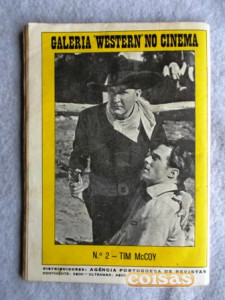 GALERIA "WESTERN" NO CINEMA
N.º 2 — TIM McCOY
DISTRIBUIDORES: AGÊNCIA PORTUGUESA DE REVISTAS
coisas